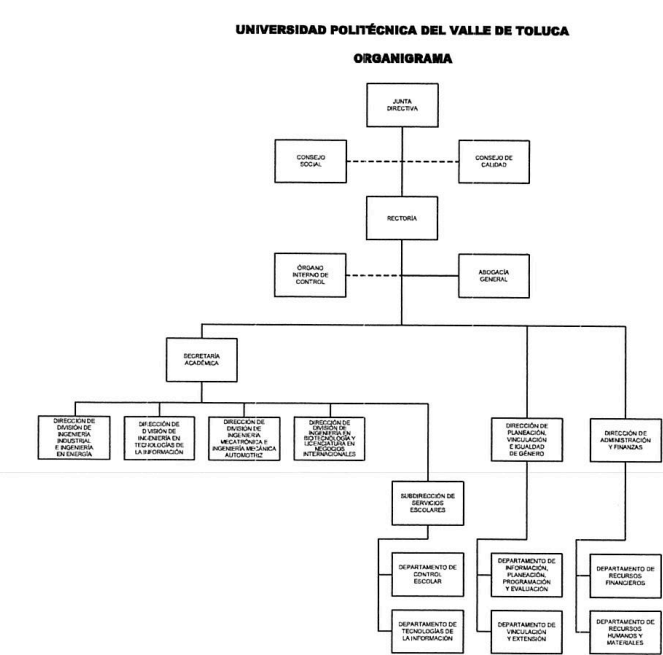 UNIVERSIDAD POLITÉCNICA DEL VALLE DE TOLUCA
ORGANIGRAMA
JUNTA
DIRECTIVA
CONSEJO
SOCIAL
CONSEJO DE
CALIDAD
RECTORÍA
ÓRGANO
INTERNO DE
CONTROL
ABOGACÍA
GENERAL
SECRETARÍA
ACADÉMICA
DIRECCIÓN DE
DIVISIÓN DE
INGENIERÍA
INDUSTRIAL
E INGENIERÍA
EN ENERGÍA
DIRECCIÓN DE
DIVISIÓN DE
INGENIERÍA EN
TECNOLOGÍAS DE
LA INFORMACIÓN
DIRECCIÓN DE
DIVISIÓN DE
INGENIERÍA
MECATRÓNICA E
INGENIERÍA MECÁNICA
AUTOMOTRIZ
DIRECCIÓN DE
DIVISIÓN DE
INGENIERÍA EN
BIOTECNOLOGÍA Y
LICENCIATURA EN
NEGOCIOS
INTERNACIONALES
DIRECCIÓN DE
PLANEACIÓN,
VINCULACIÓN
E IGUALDAD
DE GÉNERO
DIRECCIÓN DE
ADMINISTRACIÓN
Y FINANZAS
SUBDIRECCIÓN DE
SERVICIOS
ESCOLARES
DEPARTAMENTO DE
CONTROL
ESCOLAR
DEPARTAMENTO DE
INFORMACIÓN,
PLANEACIÓN,
PROGRAMACIÓN
Y EVALUACIÓN
DEPARTAMENTO DE
RECURSOS
FINANCIEROS
DEPARTAMENTO DE
TECNOLOGÍAS DE
LA INFORMACIÓN
DEPARTAMENTO DE
VINCULACIÓN
Y EXTENSIÓN
DEPARTAMENTO DE
RECURSOS
HUMANOS Y
MATERIALES